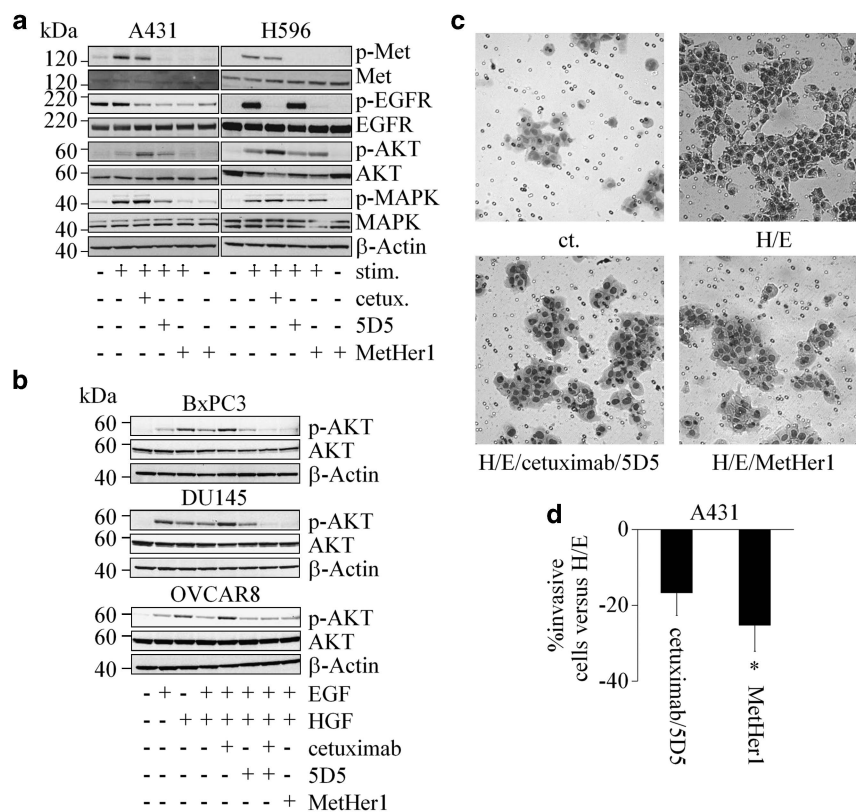 a
kDa A431 H596
120 p-Met
120 Met
220 p-EGFR
220 EGFR
60 p-AKT
60 AKT
40 p-MAPK
40 MAPK
40 β-Actin
- + + + + - - + + + + - stim.
- - + - - - - - + - - - cetux.
- - - + - - - - - + - - 5D5
- - - - + + - - - - + + MetHer1
b
kDa
BxPC3
60 p-AKT
60 AKT
40 β-Actin
DU145
60 p-AKT
60 AKT
40 β-Actin
OVCAR8
60 p-AKT
60 AKT
40 β-Actin
- + - + + + + + EGF
- - + + + + + + HGF
- - - - + - + - cetuximab
- - - - - + + - 5D5
- - - - - - - + MetHer1
c
ct. H/E
H/E/cetuximab/5D5 H/E/MetHer1
d
A431
%invasive
cells versus H/E
0
-20
-40
cetuximab/5D5
* MetHer1